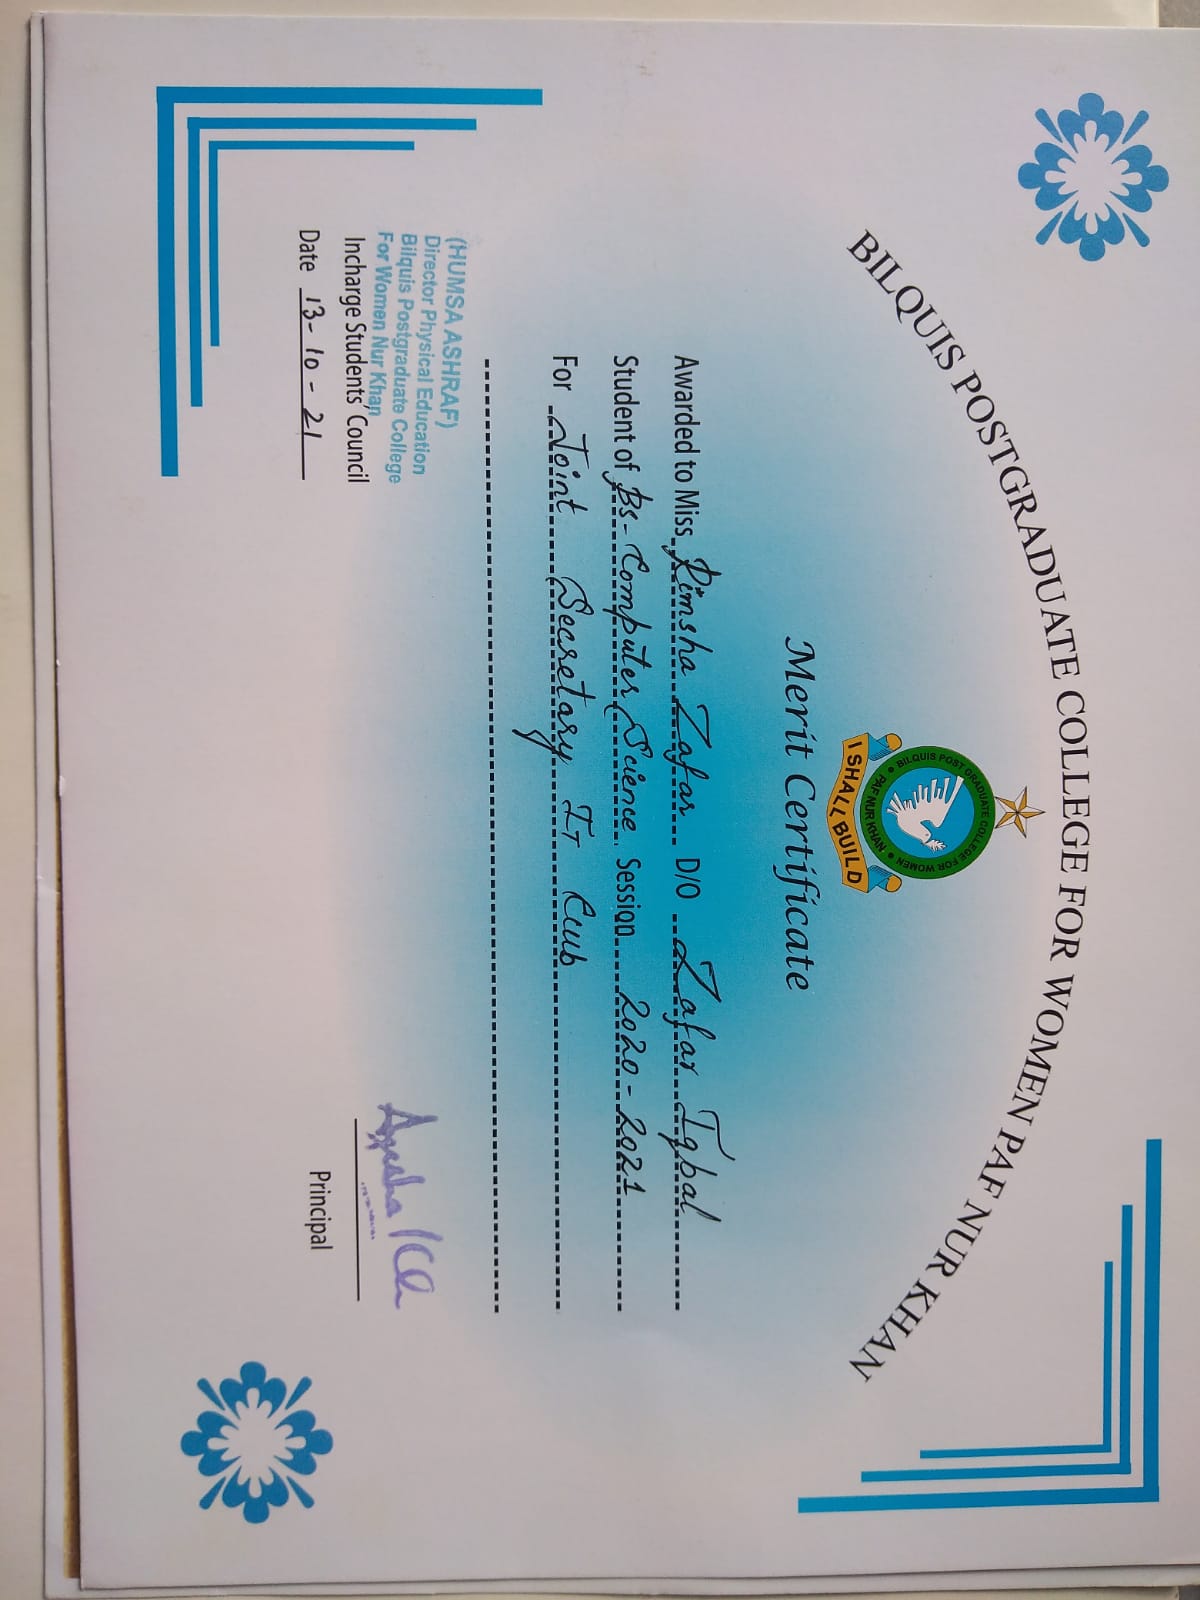 BILQUIS POSTGRADUATE COLLEGE FOR WOMEN PAF NUR KHAN
BILQUIS POST GRADUATE COLLEGE FOR WOMEN
PAF NUR KHAN
I SHALL BUILD
Merit Certificate
Awarded to Miss Rimsha Zafar D/O Zafar Iqbal
Student of Bs-Computer Science Session 2020-2021
For Joint Secretary IT Club
(HUMSA ASHRAF)
Director Physical Education
Bilquis Postgraduate College
For Women Nur Khan
Incharge Students' Council
Date 13-10-21
Principal